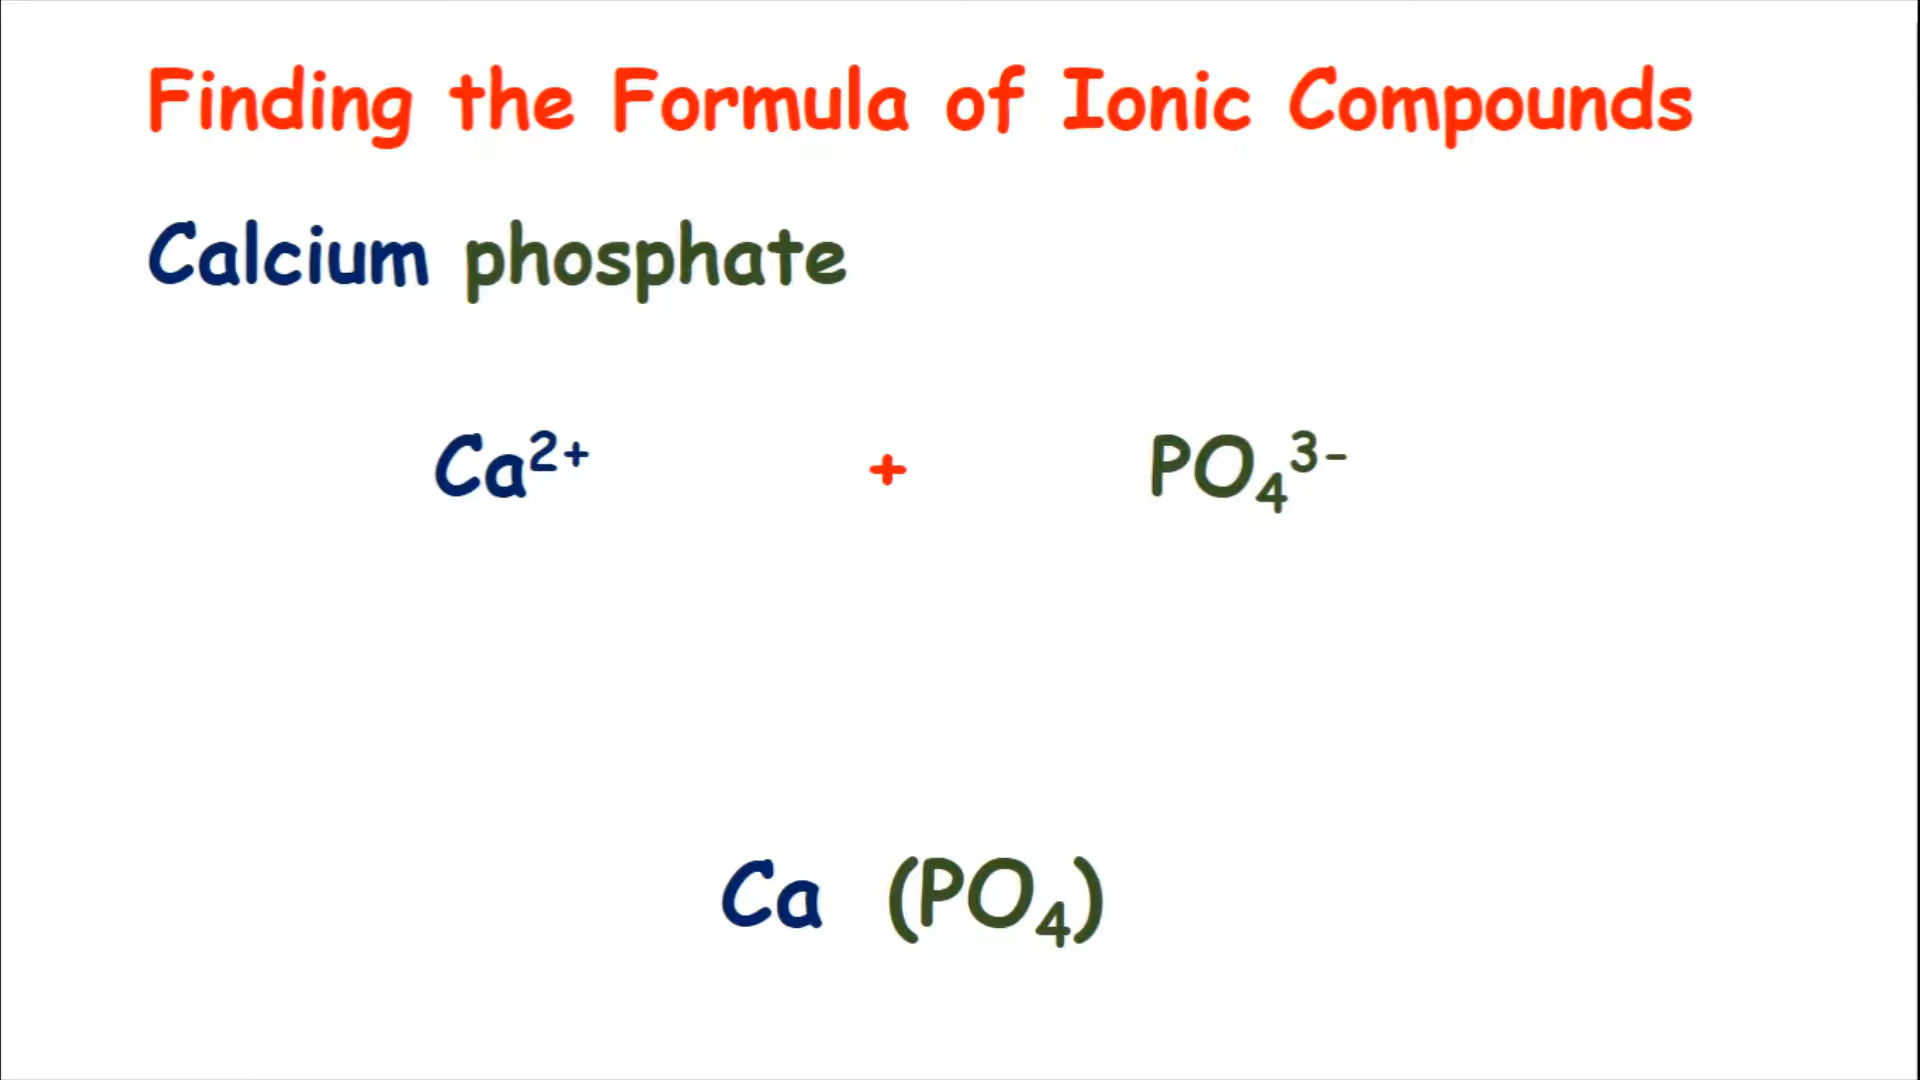 Finding the Formula of Ionic Compounds
Calcium phosphate
Ca²⁺ + PO₄³⁻
Ca (PO₄)